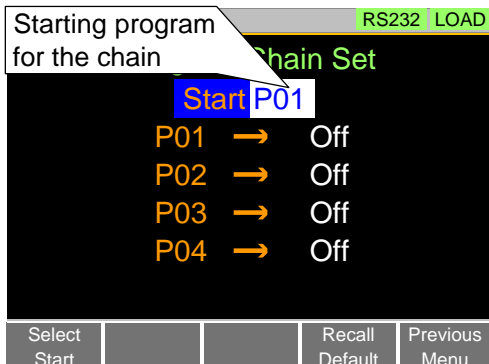 Starting program
for the chain
RS232 LOAD
Chain Set
Start P01
P01 → Off
P02 → Off
P03 → Off
P04 → Off
Select
Start
Recall
Default
Previous
Menu